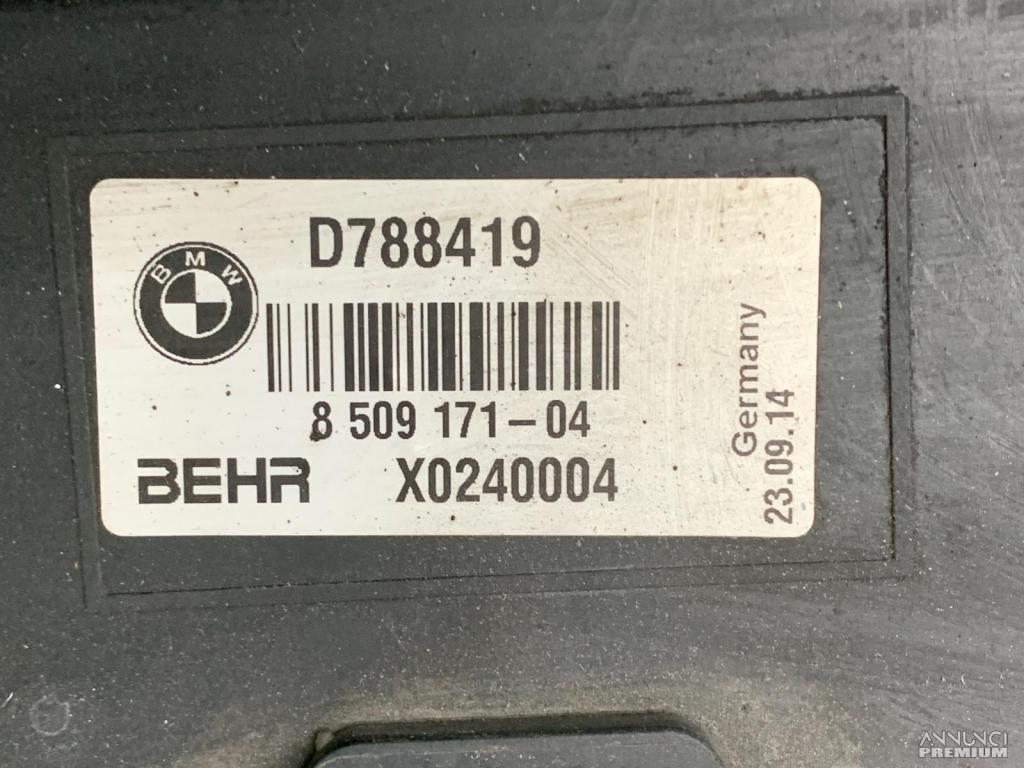 D788419
BMW
8 509 171-04
BEHR X0240004
Germany
23.09.14
ANNUNCI
PREMIUM